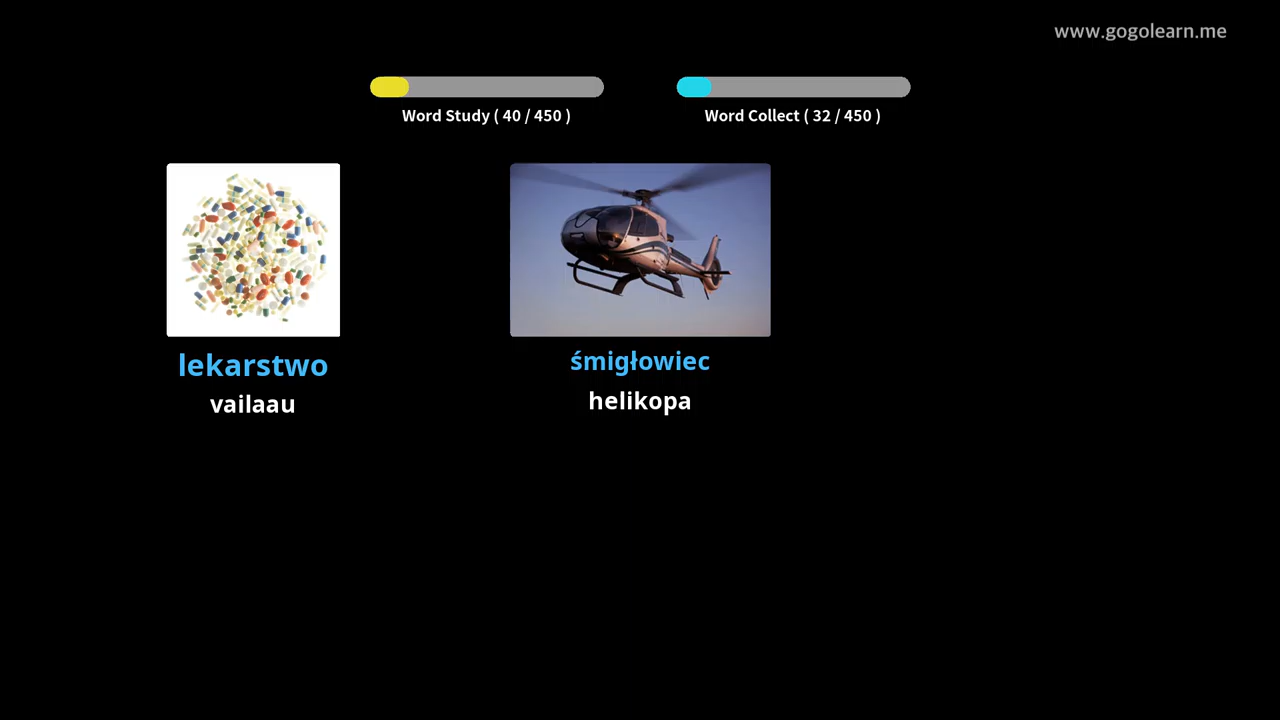 www.gogolearn.me
Word Study ( 40 / 450 )
Word Collect ( 32 / 450 )
lekarstwo
vailaau
śmigłowiec
helikopa